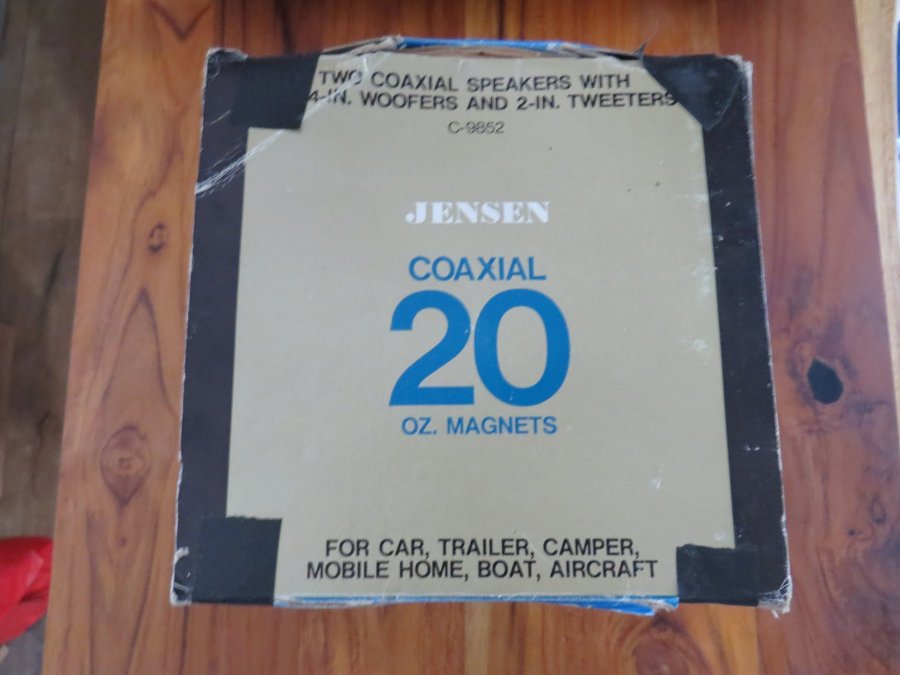 TWO COAXIAL SPEAKERS WITH
4-IN. WOOFERS AND 2-IN. TWEETERS
C-9852
JENSEN
COAXIAL
20
OZ. MAGNETS
FOR CAR, TRAILER, CAMPER,
MOBILE HOME, BOAT, AIRCRAFT